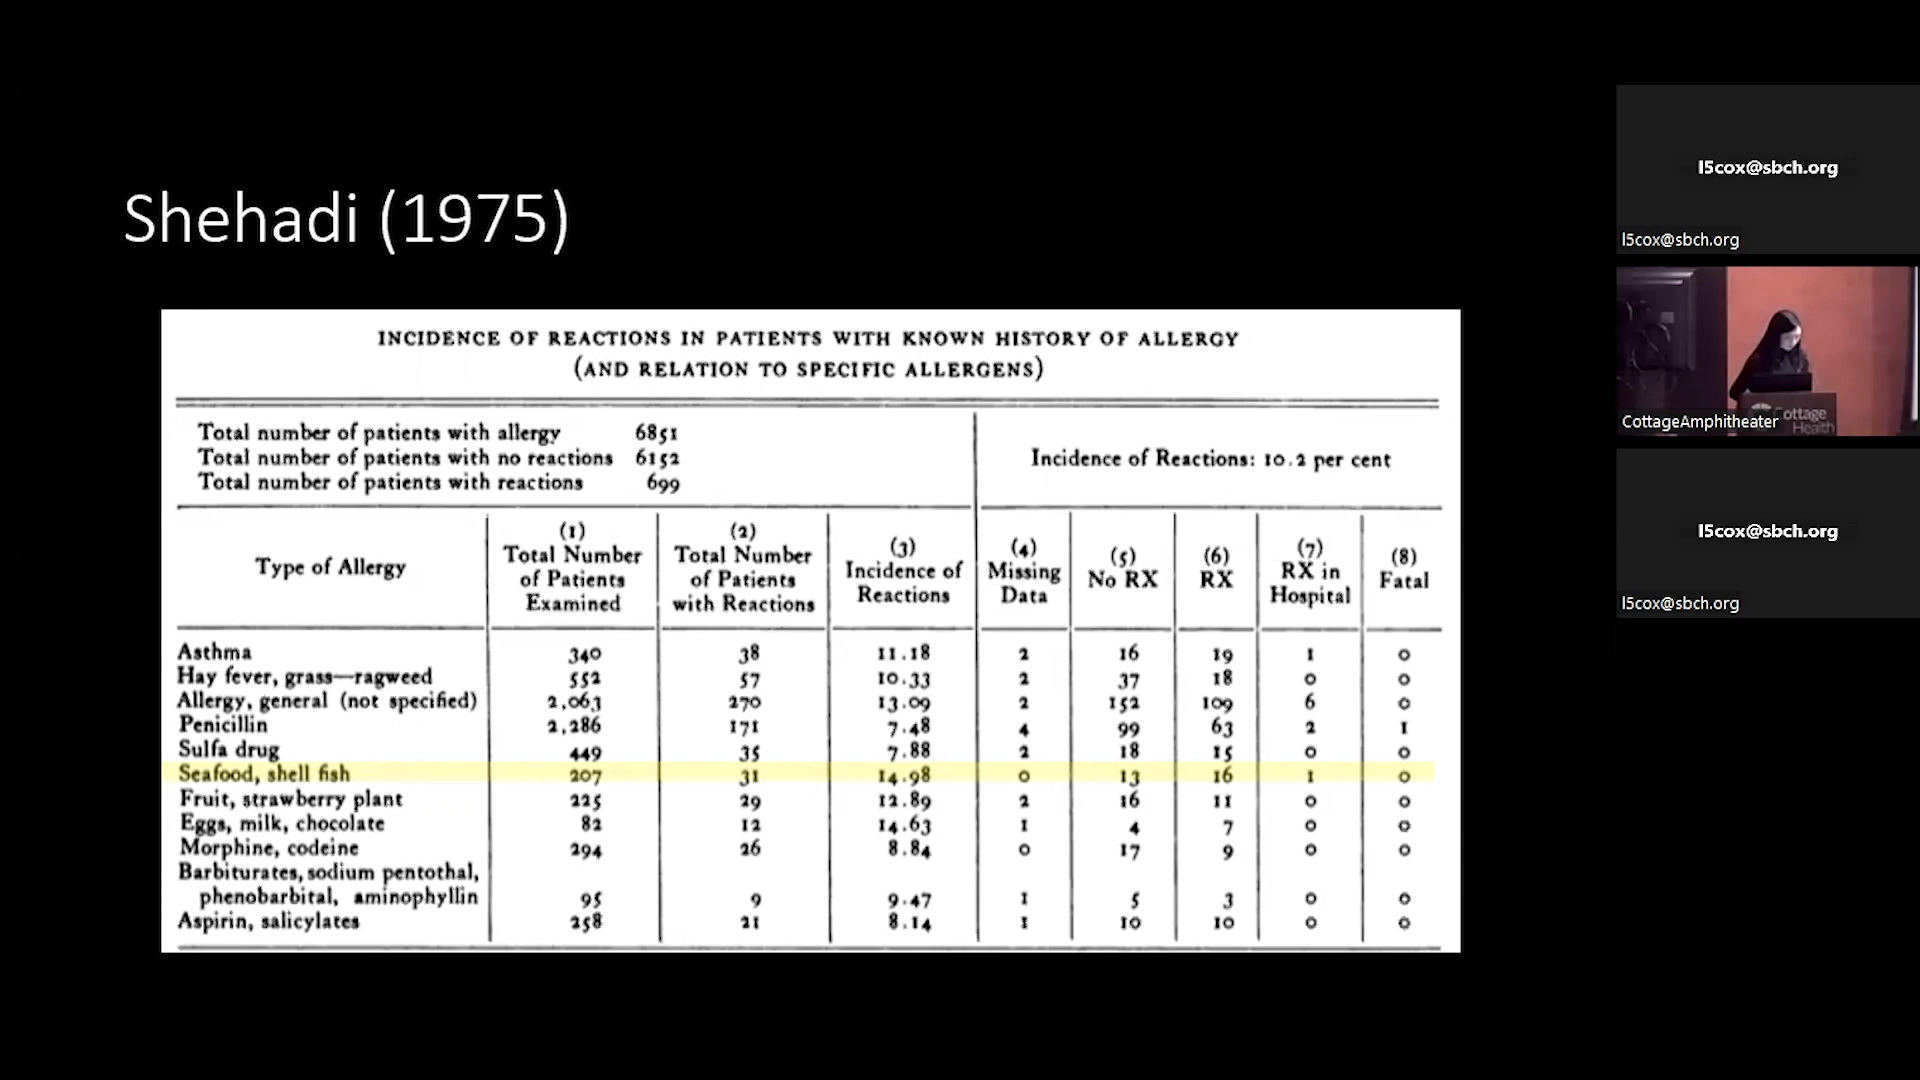 Shehadi (1975)
INCIDENCE OF REACTIONS IN PATIENTS WITH KNOWN HISTORY OF ALLERGY
(AND RELATION TO SPECIFIC ALLERGENS)
Total number of patients with allergy 6851
Total number of patients with no reactions 6152
Total number of patients with reactions 699
Incidence of Reactions: 10.2 per cent
Type of Allergy
(1)
Total Number
of Patients
Examined
(2)
Total Number
of Patients
with Reactions
(3)
Incidence of
Reactions
(4)
Missing
Data
(5)
No RX
(6)
RX
(7)
RX in
Hospital
(8)
Fatal
Asthma 340 38 11.18 2 16 19 1 0
Hay fever, grass—ragweed 552 57 10.33 2 37 18 0 0
Allergy, general (not specified) 2,063 270 13.09 2 152 109 6 0
Penicillin 2,286 171 7.48 4 99 63 2 1
Sulfa drug 449 35 7.88 2 18 15 0 0
Seafood, shell fish 207 31 14.98 0 13 16 1 0
Fruit, strawberry plant 225 29 12.89 2 16 11 0 0
Eggs, milk, chocolate 82 12 14.63 1 4 7 0 0
Morphine, codeine 294 26 8.84 0 17 9 0 0
Barbiturates, sodium pentothal,
phenobarbital, aminophyllin 95 9 9.47 1 5 3 0 0
Aspirin, salicylates 258 21 8.14 1 10 10 0 0
l5cox@sbch.org
l5cox@sbch.org
Cottage
Health
CottageAmphitheater
l5cox@sbch.org
l5cox@sbch.org